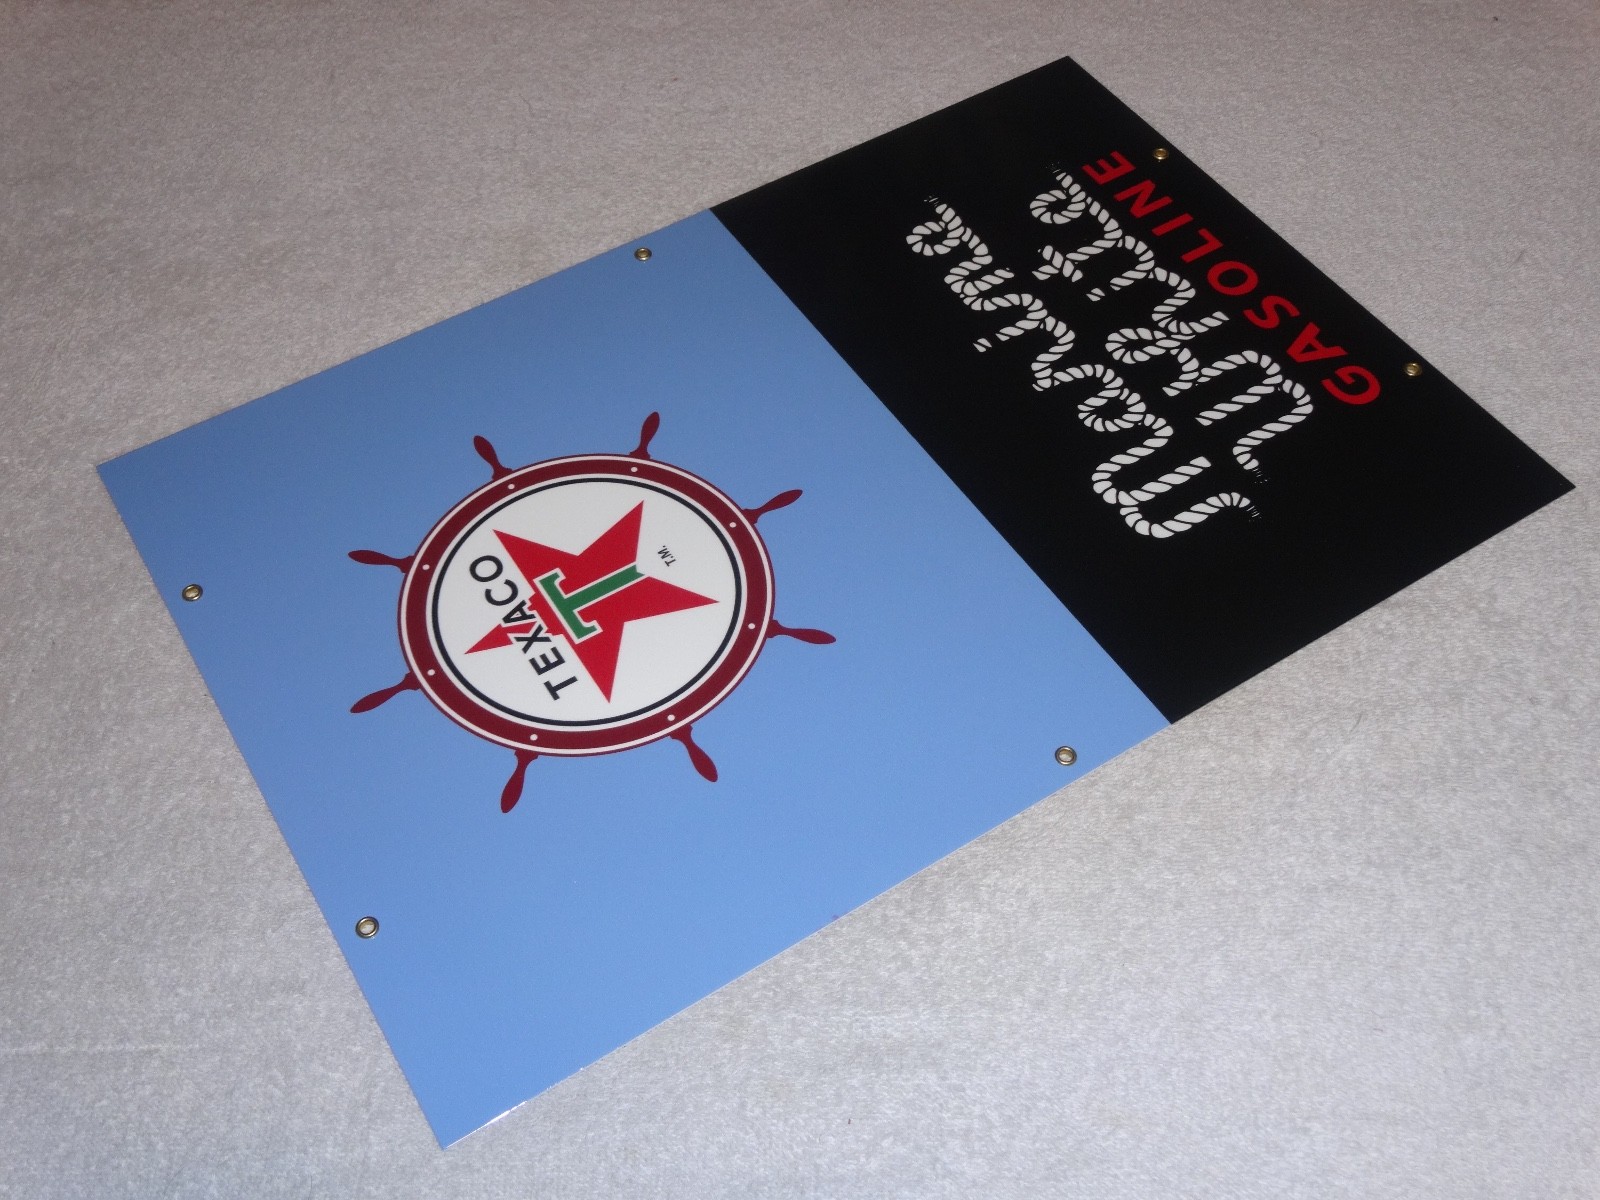 TEXACO
T
T.M.
Marine
White
GASOLINE